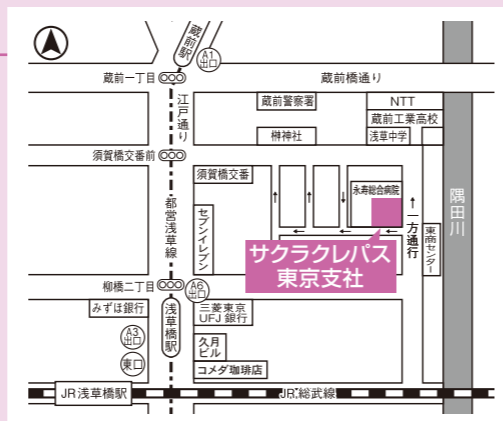 蔵前駅
A1
出口
蔵前一丁目
蔵前橋通り
江戸通り
蔵前警察署
NTT
蔵前工業高校
榊神社
浅草中学
須賀橋交番前
須賀橋交番
永寿総合病院
隅田川
都営浅草線
セブンイレブン
一方通行
東商センター
サクラクレパス
東京支社
柳橋二丁目
A6
出口
みずほ銀行
浅草橋駅
三菱東京
UFJ銀行
A3
出口
久月
ビル
東口
コメダ珈琲店
JR浅草橋駅
JR総武線